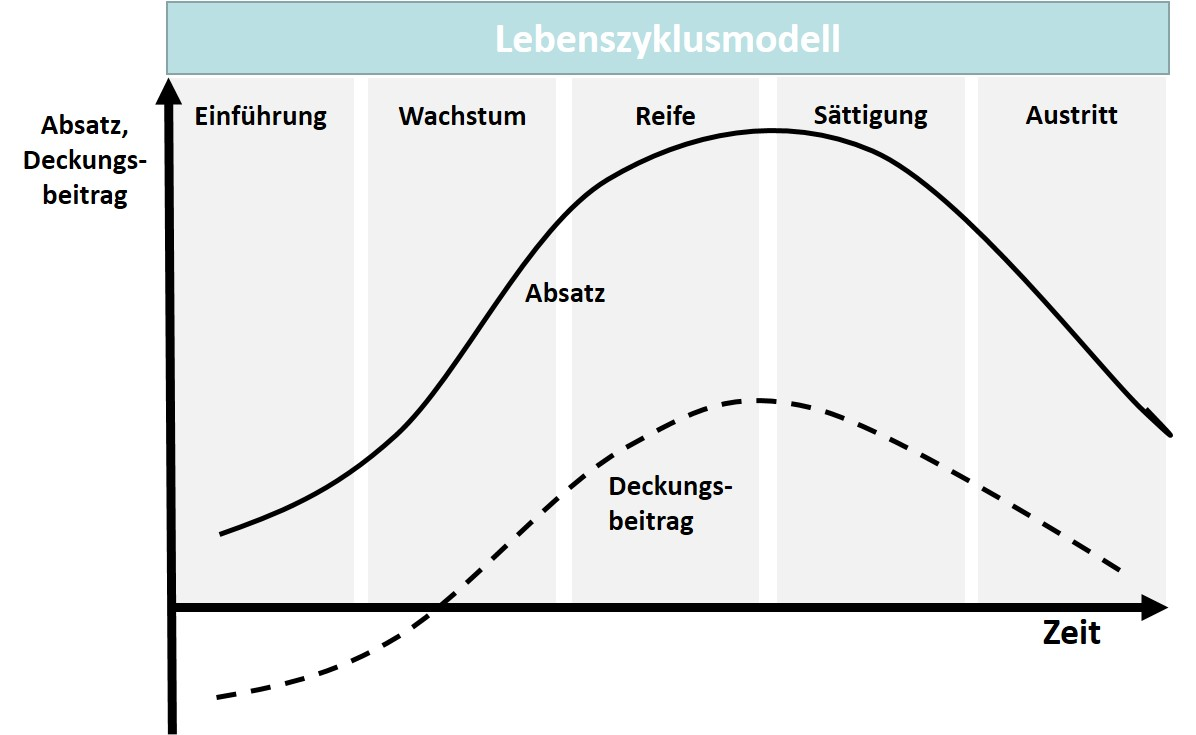 Lebenszyklusmodell
Absatz,
Deckungs-
beitrag
Einführung
Wachstum
Reife
Sättigung
Austritt
Absatz
Deckungs-
beitrag
Zeit